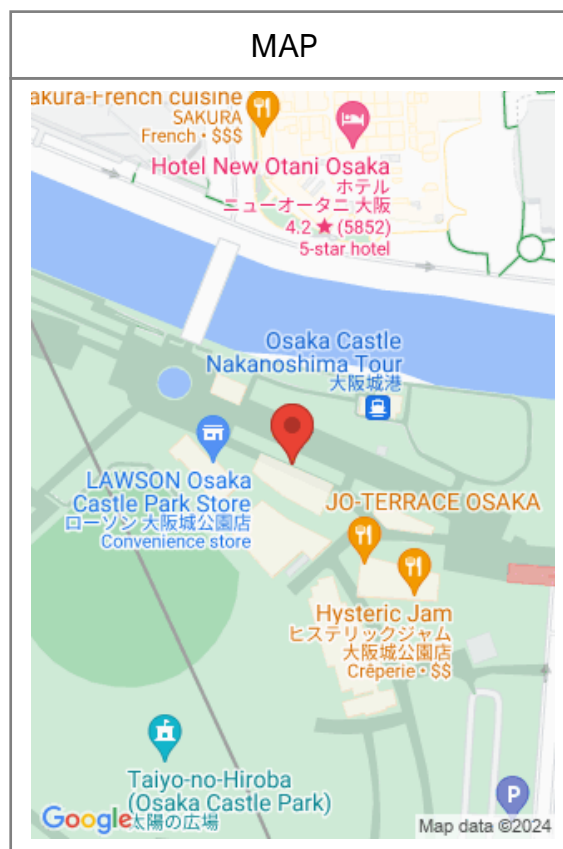 MAP
akura-French cuisine
SAKURA
French • $$$
Hotel New Otani Osaka
ホテル
ニューオータニ 大阪
4.2 ★ (5852)
5-star hotel
Osaka Castle
Nakanoshima Tour
大阪城港
LAWSON Osaka
Castle Park Store
ローソン 大阪城公園店
Convenience store
JO-TERRACE OSAKA
Hysteric Jam
ヒステリックジャム
大阪城公園店
Crêperie • $$
Taiyo-no-Hiroba
(Osaka Castle Park)
太陽の広場
P
Google
Map data ©2024